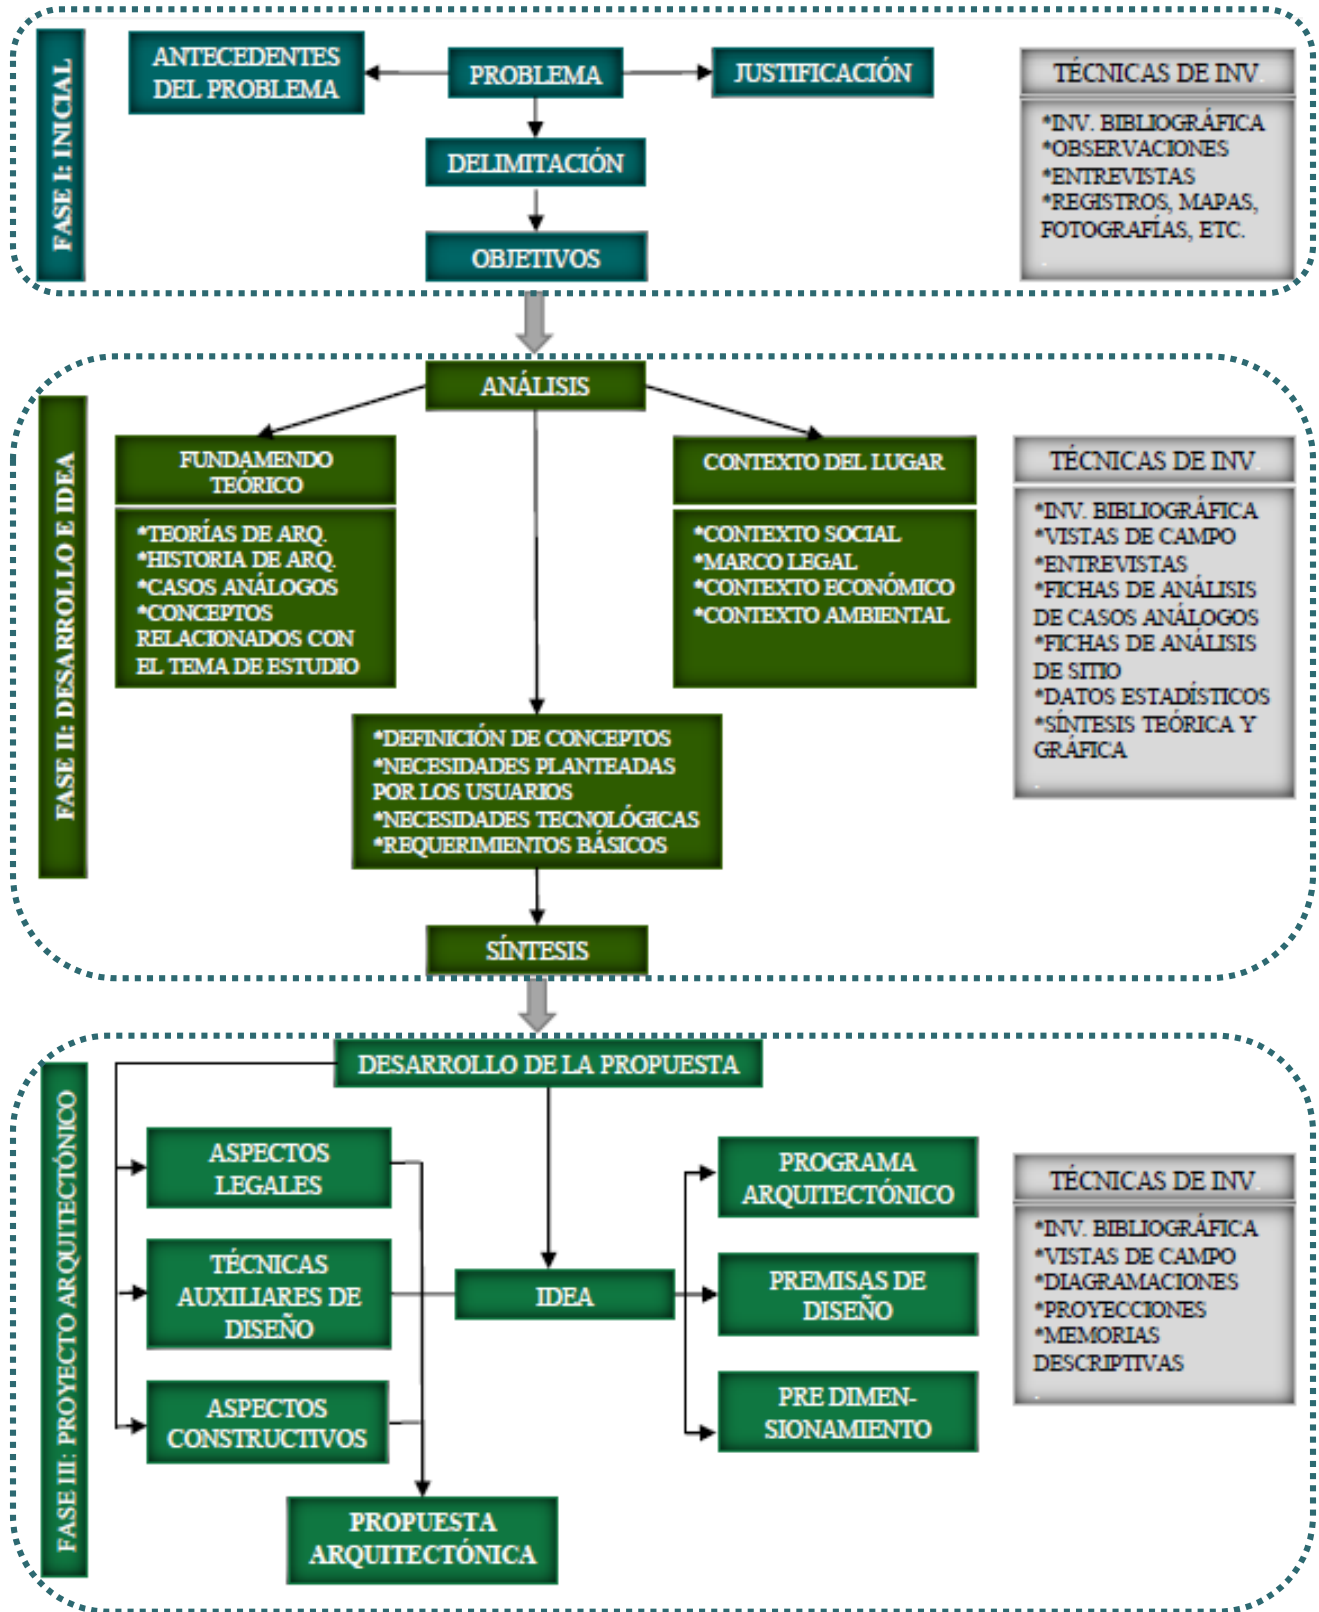 FASE I: INICIAL
ANTECEDENTES
DEL PROBLEMA
PROBLEMA
JUSTIFICACIÓN
DELIMITACIÓN
OBJETIVOS
TÉCNICAS DE INV.
*INV. BIBLIOGRÁFICA
*OBSERVACIONES
*ENTREVISTAS
*REGISTROS, MAPAS,
FOTOGRAFÍAS, ETC.
.
FASE II: DESARROLLO E IDEA
ANÁLISIS
FUNDAMENDO
TEÓRICO
*TEORÍAS DE ARQ.
*HISTORIA DE ARQ.
*CASOS ANÁLOGOS
*CONCEPTOS
RELACIONADOS CON
EL TEMA DE ESTUDIO
CONTEXTO DEL LUGAR
*CONTEXTO SOCIAL
*MARCO LEGAL
*CONTEXTO ECONÓMICO
*CONTEXTO AMBIENTAL
*DEFINICIÓN DE CONCEPTOS
*NECESIDADES PLANTEADAS
POR LOS USUARIOS
*NECESIDADES TECNOLÓGICAS
*REQUERIMIENTOS BÁSICOS
SÍNTESIS
TÉCNICAS DE INV.
*INV. BIBLIOGRÁFICA
*VISTAS DE CAMPO
*ENTREVISTAS
*FICHAS DE ANÁLISIS
DE CASOS ANÁLOGOS
*FICHAS DE ANÁLISIS
DE SITIO
*DATOS ESTADÍSTICOS
*SÍNTESIS TEÓRICA Y
GRÁFICA
.
FASE III: PROYECTO ARQUITECTÓNICO
DESARROLLO DE LA PROPUESTA
ASPECTOS
LEGALES
TÉCNICAS
AUXILIARES DE
DISEÑO
ASPECTOS
CONSTRUCTIVOS
IDEA
PROGRAMA
ARQUITECTÓNICO
PREMISAS DE
DISEÑO
PRE DIMEN-
SIONAMIENTO
PROPUESTA
ARQUITECTÓNICA
TÉCNICAS DE INV.
*INV. BIBLIOGRÁFICA
*VISTAS DE CAMPO
*DIAGRAMACIONES
*PROYECCIONES
*MEMORIAS
DESCRIPTIVAS
.